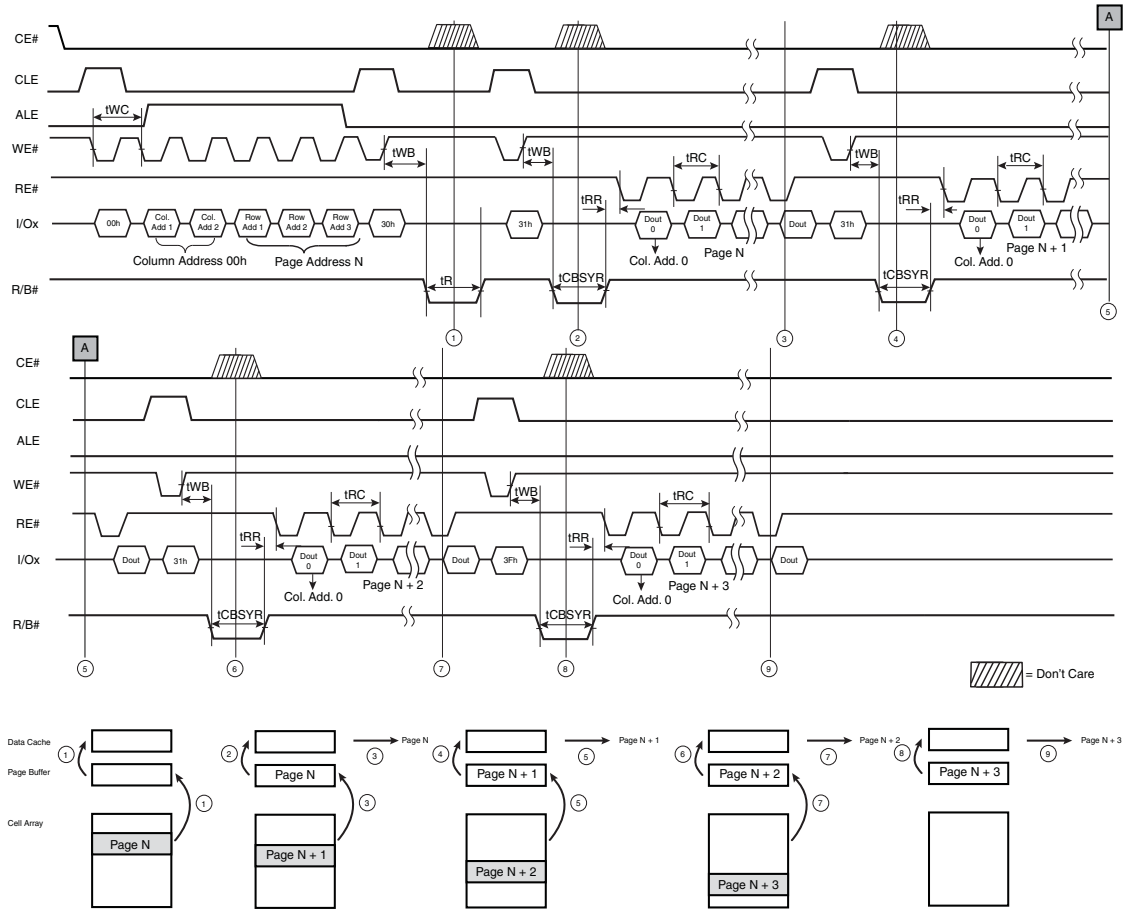 A
CE#
CLE
tWC
ALE
WE#
tWB
tWB
tRC
tWB
tRC
RE#
tRR
tRR
I/Ox
00h
Col. Add 1
Col. Add 2
Row Add 1
Row Add 2
Row Add 3
30h
31h
Dout 0
Dout 1
Dout
31h
Dout 0
Dout 1
Column Address 00h
Page Address N
Col. Add. 0
Page N
Col. Add. 0
Page N + 1
R/B#
tR
tCBSYR
tCBSYR
1
2
3
4
5
A
CE#
CLE
ALE
WE#
tWB
tRC
tWB
tRC
RE#
tRR
tRR
I/Ox
Dout
31h
Dout 0
Dout 1
Dout
3Fh
Dout 0
Dout 1
Dout
Page N + 2
Page N + 3
Col. Add. 0
Col. Add. 0
R/B#
tCBSYR
tCBSYR
5
6
7
8
9
= Don't Care
Data Cache
1
2
Page N
3
4
Page N + 1
5
6
Page N + 2
7
8
Page N + 3
9
Page Buffer
Page N
Page N + 1
Page N + 2
Page N + 3
1
3
5
7
Cell Array
Page N
Page N + 1
Page N + 2
Page N + 3